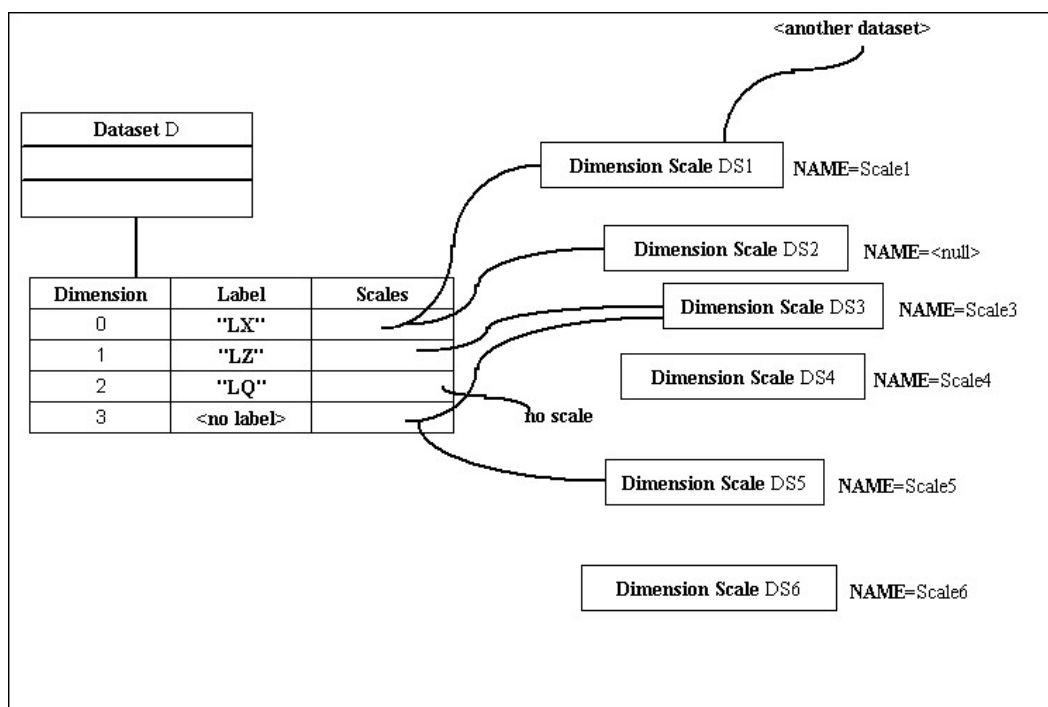 <another dataset>
Dataset D
Dimension Scale DS1 NAME=Scale1
Dimension Scale DS2 NAME=<null>
Dimension Label Scales
Dimension Scale DS3 NAME=Scale3
0 "LX"
1 "LZ"
2 "LQ"
Dimension Scale DS4 NAME=Scale4
3 <no label>
no scale
Dimension Scale DS5 NAME=Scale5
Dimension Scale DS6 NAME=Scale6